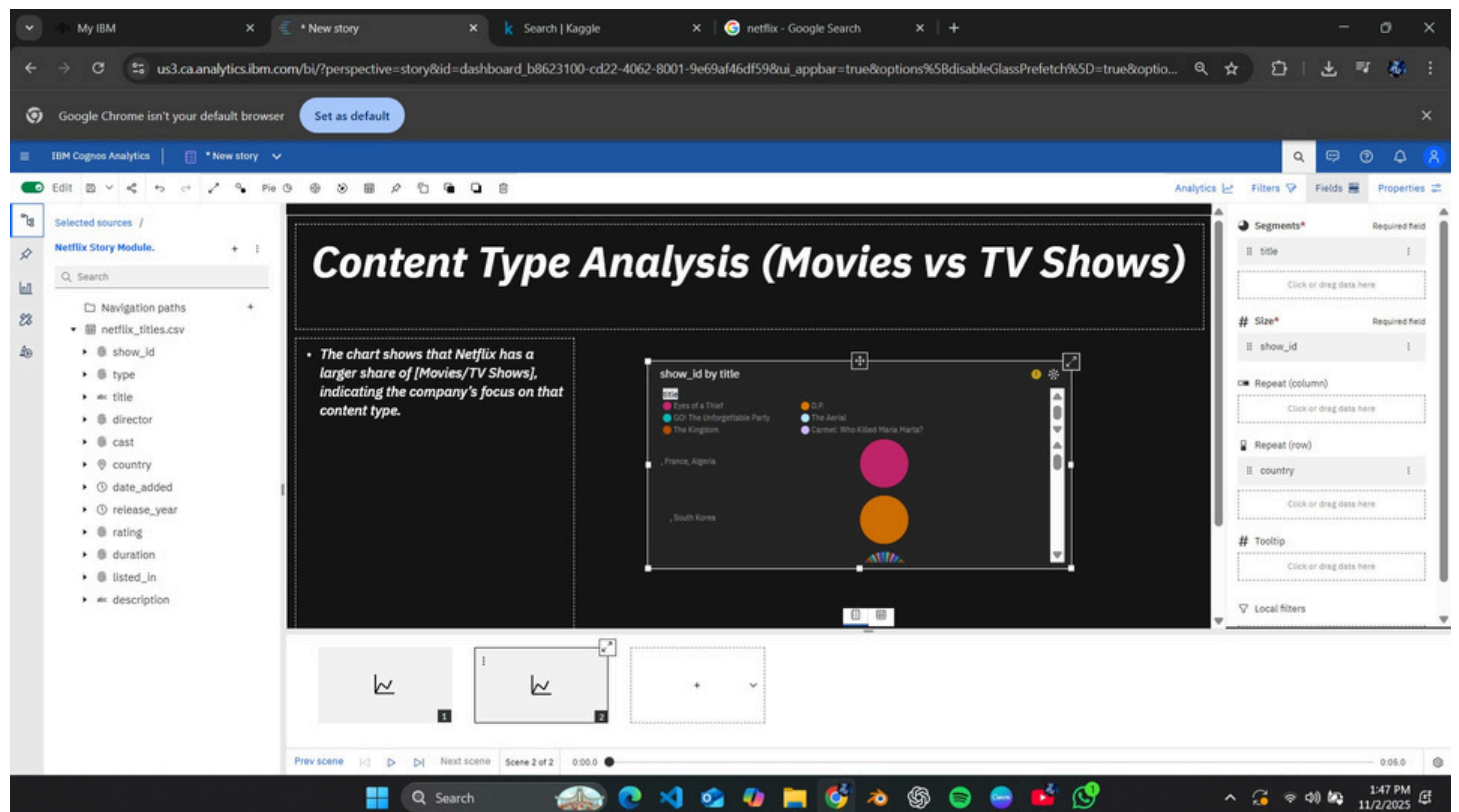 My IBM
* New story
Search | Kaggle
netflix - Google Search
us3.ca.analytics.ibm.com/bi/?perspective=story&id=dashboard_b8623100-cd22-4062-8001-9e69af46df59&ui_appbar=true&options%5BdisableGlassPrefetch%5D=true&optio...
Google Chrome isn't your default browser
Set as default
IBM Cognos Analytics
* New story
Edit
Pie
Analytics
Filters
Fields
Properties
Selected sources /
Netflix Story Module.
Search
Navigation paths
netflix_titles.csv
show_id
type
title
director
cast
country
date_added
release_year
rating
duration
listed_in
description
Content Type Analysis (Movies vs TV Shows)
• The chart shows that Netflix has a
larger share of [Movies/TV Shows],
indicating the company's focus on that
content type.
show_id by title
title
Eyes of a Thief
D.P.
GO! The Unforgettable Party
The Aerial
The Kingdom
Carmel: Who Killed Maria Marta?
, France, Algeria
, South Korea
Segments*
Required field
title
Click or drag data here
# Size*
Required field
show_id
Repeat (column)
Click or drag data here
Repeat (row)
country
Click or drag data here
# Tooltip
Click or drag data here
Local filters
1
2
Prev scene
Next scene
Scene 2 of 2
0:00.0
0:05.0
Search
1:47 PM
11/2/2025